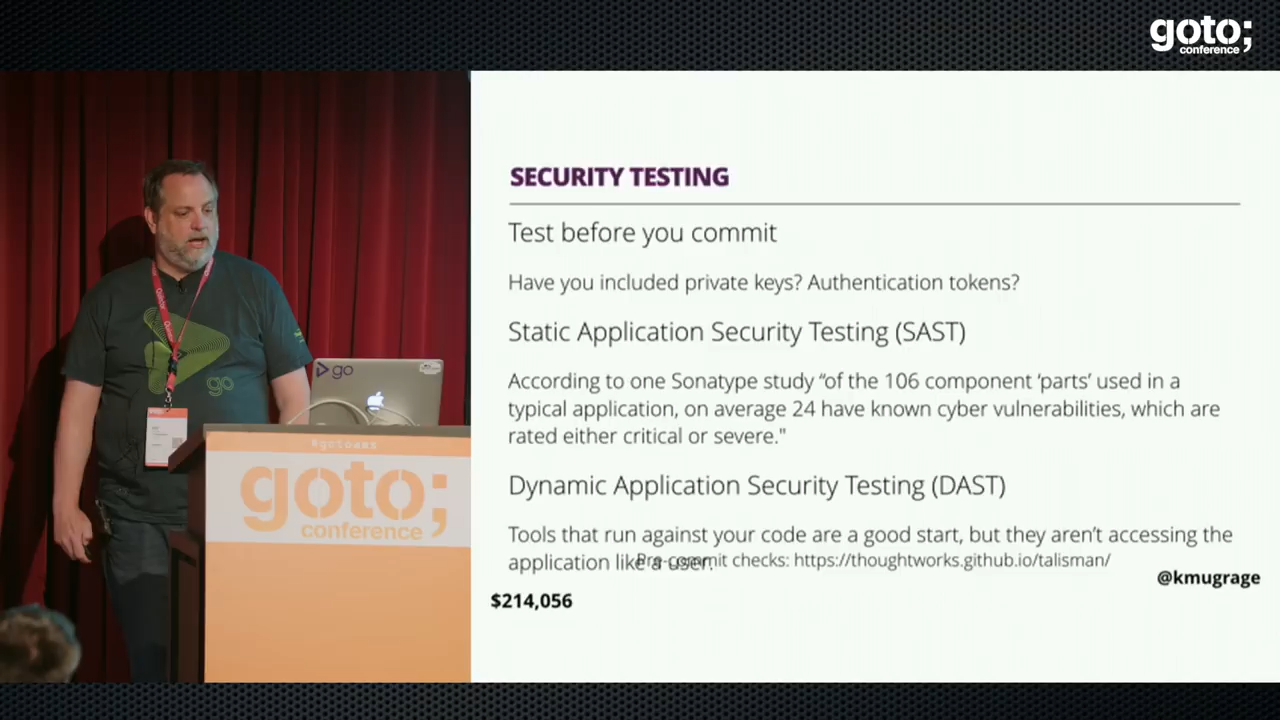 goto;
conference
SECURITY TESTING
Test before you commit
Have you included private keys? Authentication tokens?
Static Application Security Testing (SAST)
According to one Sonatype study “of the 106 component ‘parts’ used in a
typical application, on average 24 have known cyber vulnerabilities, which are
rated either critical or severe."
Dynamic Application Security Testing (DAST)
Tools that run against your code are a good start, but they aren’t accessing the
application like a user.
Pre-commit checks: https://thoughtworks.github.io/talisman/
@kmugrage
$214,056
go
go
#gotoams
goto;
conference